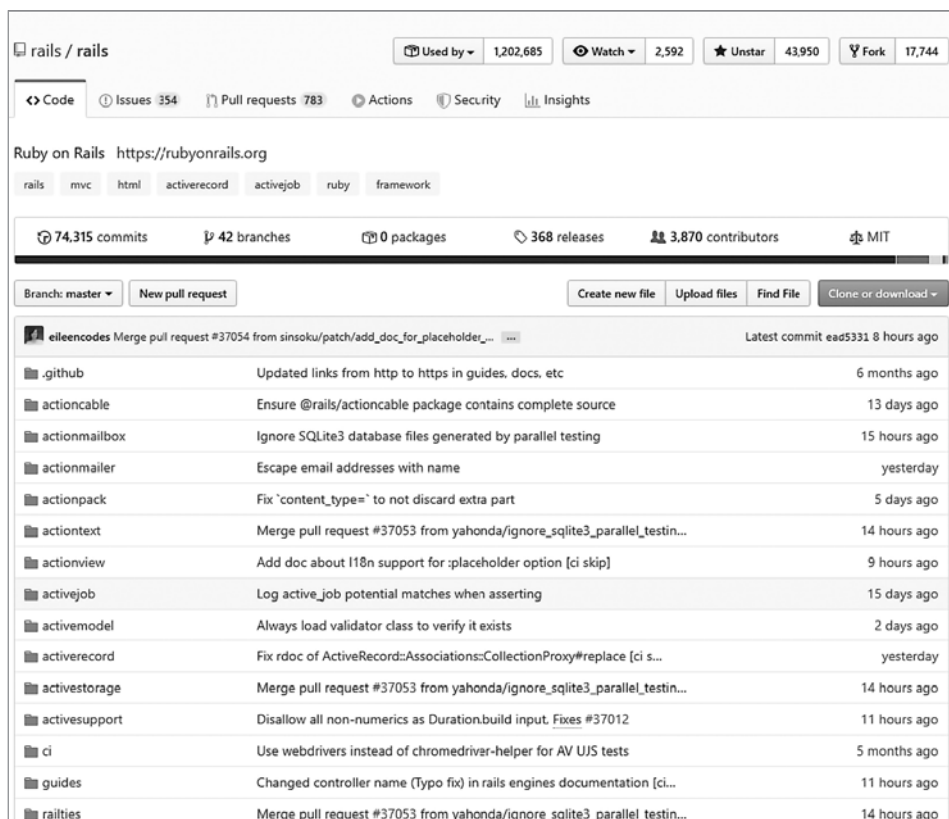 rails / rails Used by 1,202,685 Watch 2,592 Unstar 43,950 Fork 17,744
Code Issues 354 Pull requests 783 Actions Security Insights
Ruby on Rails https://rubyonrails.org
rails mvc html activerecord activejob ruby framework
74,315 commits 42 branches 0 packages 368 releases 3,870 contributors MIT
Branch: master New pull request Create new file Upload files Find File Clone or download
eileencodes Merge pull request #37054 from sinsoku/patch/add_doc_for_placeholder_... ... Latest commit ead5331 8 hours ago
.github Updated links from http to https in guides, docs, etc 6 months ago
actioncable Ensure @rails/actioncable package contains complete source 13 days ago
actionmailbox Ignore SQLite3 database files generated by parallel testing 15 hours ago
actionmailer Escape email addresses with name yesterday
actionpack Fix `content_type=` to not discard extra part 5 days ago
actiontext Merge pull request #37053 from yahonda/ignore_sqlite3_parallel_testin... 14 hours ago
actionview Add doc about I18n support for :placeholder option [ci skip] 9 hours ago
activejob Log active_job potential matches when asserting 15 days ago
activemodel Always load validator class to verify it exists 2 days ago
activerecord Fix rdoc of ActiveRecord::Associations::CollectionProxy#replace [ci s... yesterday
activestorage Merge pull request #37053 from yahonda/ignore_sqlite3_parallel_testin... 14 hours ago
activesupport Disallow all non-numerics as Duration.build input, Fixes #37012 11 hours ago
ci Use webdrivers instead of chromedriver-helper for AV UJS tests 5 months ago
guides Changed controller name (Typo fix) in rails engines documentation [ci... 11 hours ago
railties Merge pull request #37053 from yahonda/ignore_sqlite3_parallel_testin... 14 hours ago